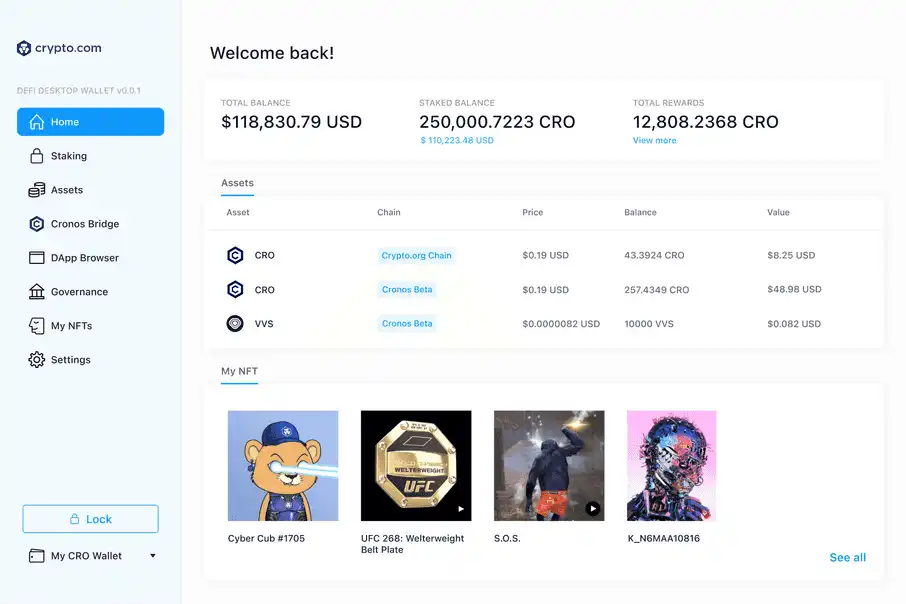 crypto.com
DEFI DESKTOP WALLET v0.0.1
Home
Staking
Assets
Cronos Bridge
DApp Browser
Governance
My NFTs
Settings
Lock
My CRO Wallet
Welcome back!
TOTAL BALANCE
$118,830.79 USD
STAKED BALANCE
250,000.7223 CRO
$ 110,223.48 USD
TOTAL REWARDS
12,808.2368 CRO
View more
Assets
Asset Chain Price Balance Value
CRO Crypto.org Chain $0.19 USD 43.3924 CRO $8.25 USD
CRO Cronos Beta $0.19 USD 257.4349 CRO $48.98 USD
VVS Cronos Beta $0.0000082 USD 10000 VVS $0.082 USD
My NFT
WELTERWEIGHT
UFC
Cyber Cub #1705
UFC 268: Welterweight
Belt Plate
S.O.S.
K_N6MAA10816
See all